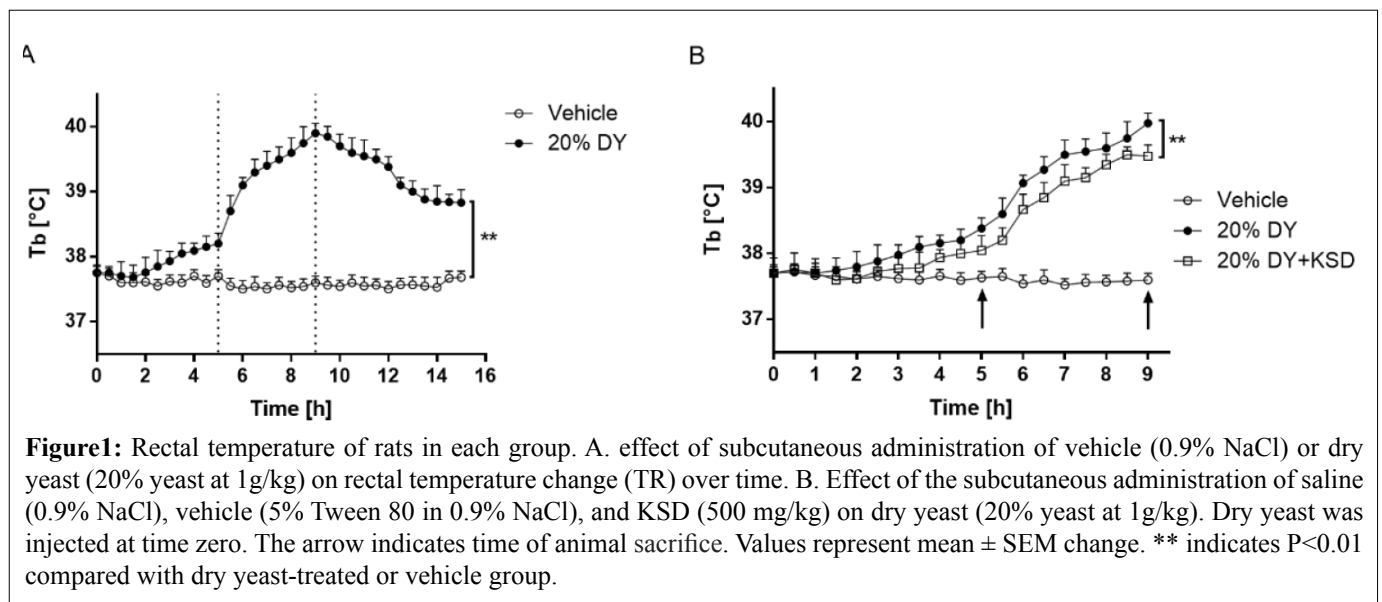 A
B
Vehicle
20% DY
**
Tb [°C]
40
39
38
37
0 2 4 6 8 10 12 14 16
Time [h]
Vehicle
20% DY
20% DY+KSD
**
Tb [°C]
40
39
38
37
0 1 2 3 4 5 6 7 8 9
Time [h]
Figure1: Rectal temperature of rats in each group. A. effect of subcutaneous administration of vehicle (0.9% NaCl) or dry
yeast (20% yeast at 1g/kg) on rectal temperature change (TR) over time. B. Effect of the subcutaneous administration of saline
(0.9% NaCl), vehicle (5% Tween 80 in 0.9% NaCl), and KSD (500 mg/kg) on dry yeast (20% yeast at 1g/kg). Dry yeast was
injected at time zero. The arrow indicates time of animal sacrifice. Values represent mean ± SEM change. ** indicates P<0.01
compared with dry yeast-treated or vehicle group.